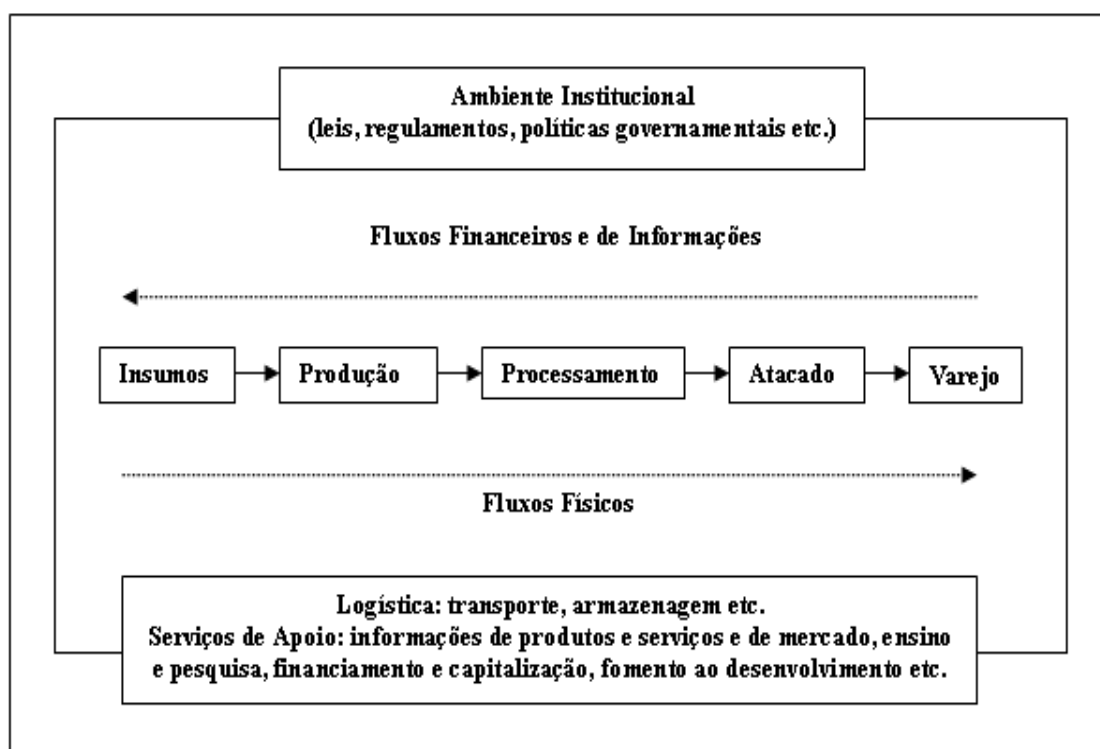 Ambiente Institucional
(leis, regulamentos, políticas governamentais etc.)
Fluxos Financeiros e de Informações
Insumos
Produção
Processamento
Atacado
Varejo
Fluxos Físicos
Logística: transporte, armazenagem etc.
Serviços de Apoio: informações de produtos e serviços e de mercado, ensino
e pesquisa, financiamento e capitalização, fomento ao desenvolvimento etc.